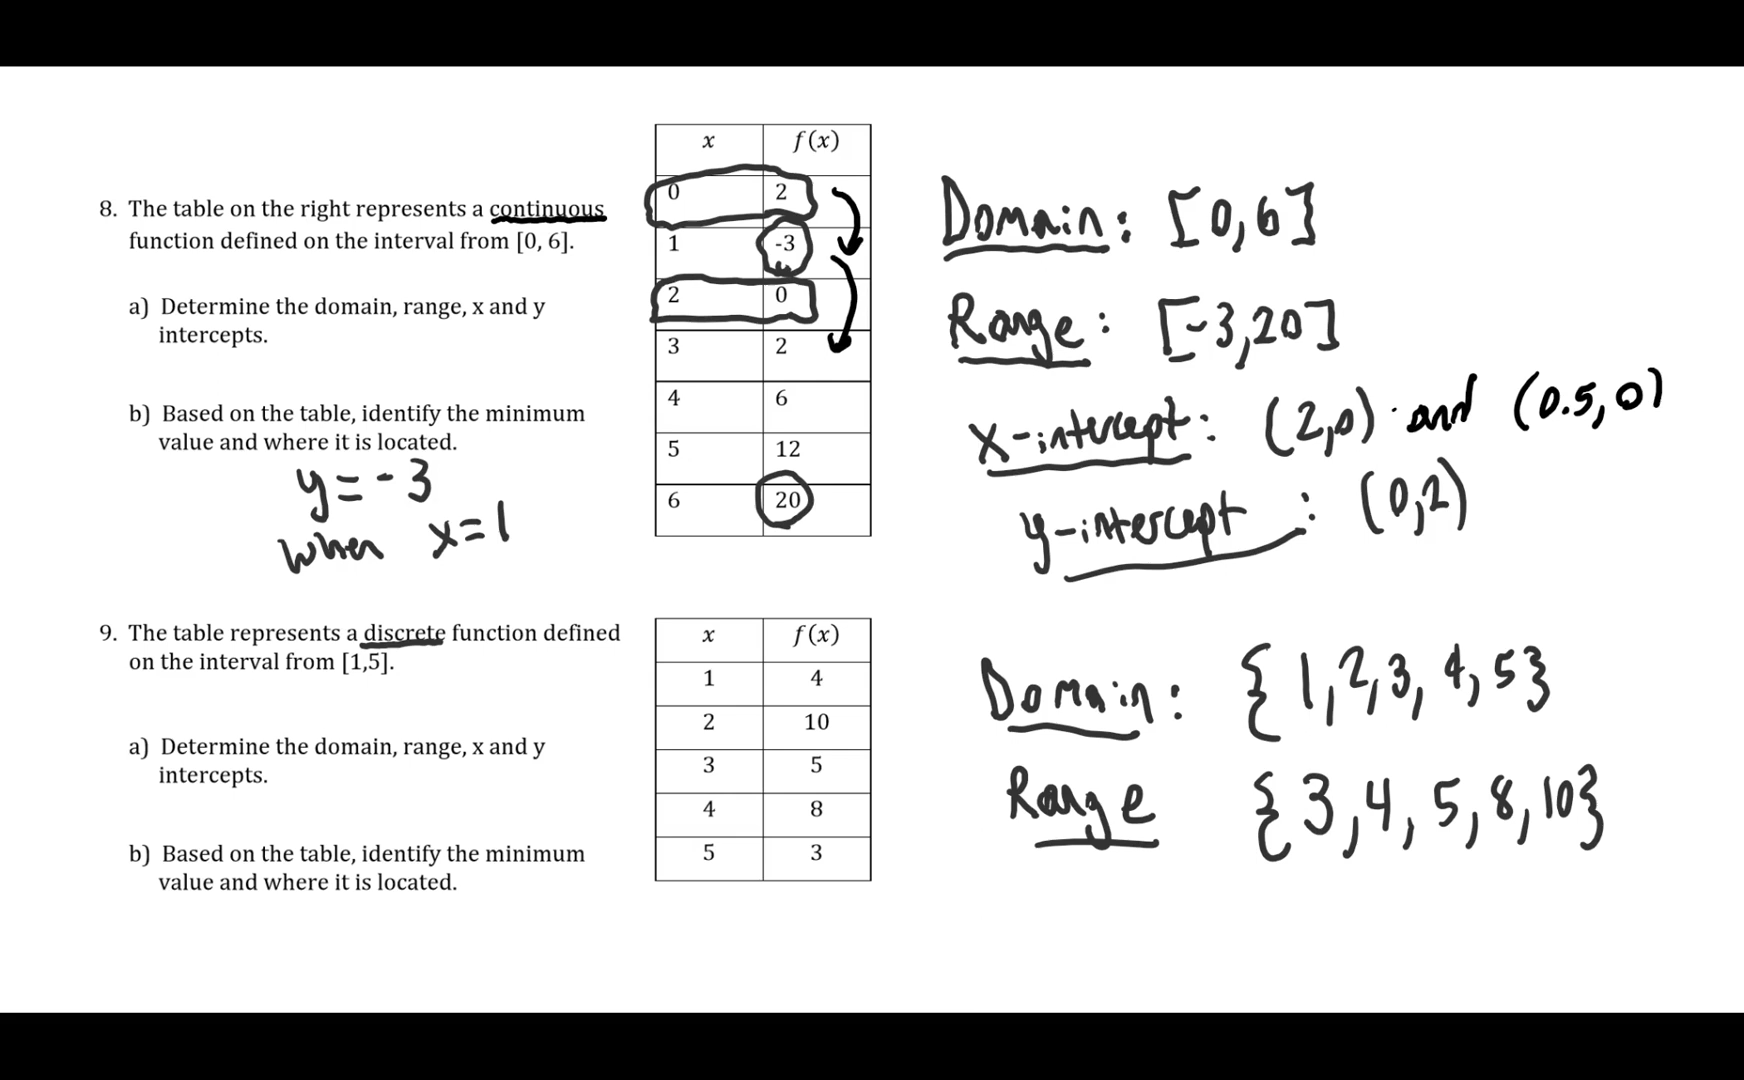 8. The table on the right represents a continuous
function defined on the interval from [0, 6].
a) Determine the domain, range, x and y
intercepts.
b) Based on the table, identify the minimum
value and where it is located.
y = -3
when x = 1
x f(x)
0 2
1 -3
2 0
3 2
4 6
5 12
6 20
Domain: [0, 6]
Range: [-3, 20]
x-intercept: (2,0) and (0.5, 0)
y-intercept: (0,2)
9. The table represents a discrete function defined
on the interval from [1,5].
a) Determine the domain, range, x and y
intercepts.
b) Based on the table, identify the minimum
value and where it is located.
x f(x)
1 4
2 10
3 5
4 8
5 3
Domain: {1, 2, 3, 4, 5}
Range {3, 4, 5, 8, 10}